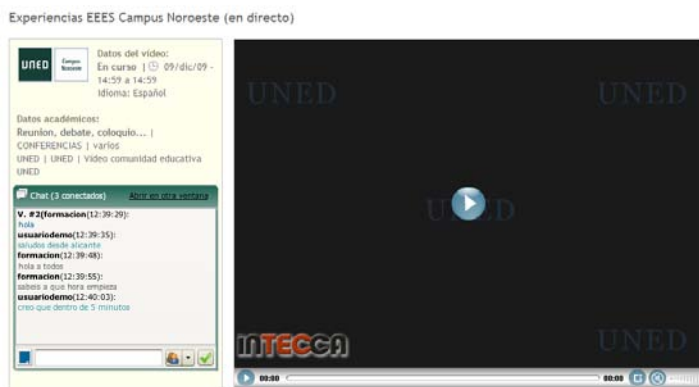 Experiencias EEES Campus Noroeste (en directo)
UNED
Campus
Noroeste
Datos del vídeo:
En curso | 09/dic/09 -
14:59 a 14:59
Idioma: Español
Datos académicos:
Reunion, debate, coloquio... |
CONFERENCIAS | varios
UNED | UNED | Vídeo comunidad educativa
UNED
Chat (3 conectados) Abrir en otra ventana
V. #2(formacion(12:39:29):
hola
usuariodemo(12:39:35):
saludos desde alicante
formacion(12:39:48):
hola a todos
formacion(12:39:55):
sabeis a que hora empieza
usuariodemo(12:40:03):
creo que dentro de 5 minutos
UNED UNED
UNED
INTECCA UNED
00:00 00:00